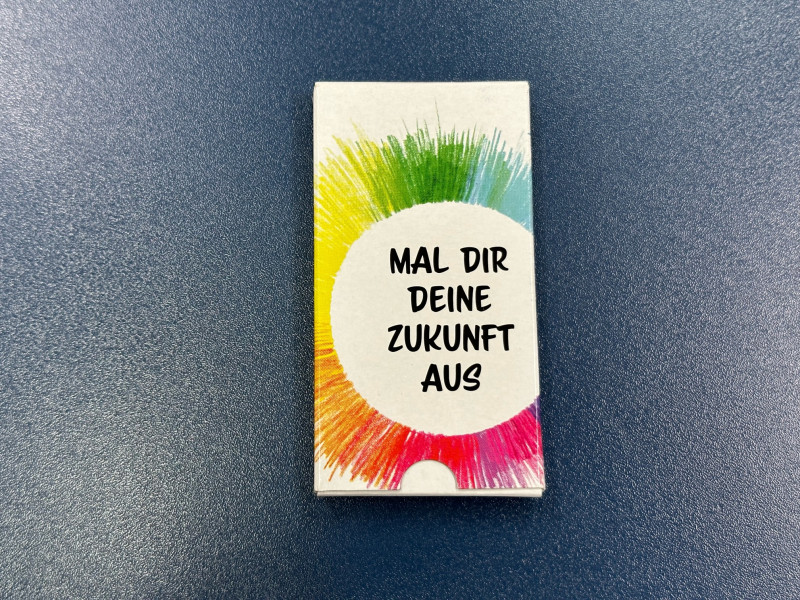 MAL DIR
DEINE
ZUKUNFT
AUS